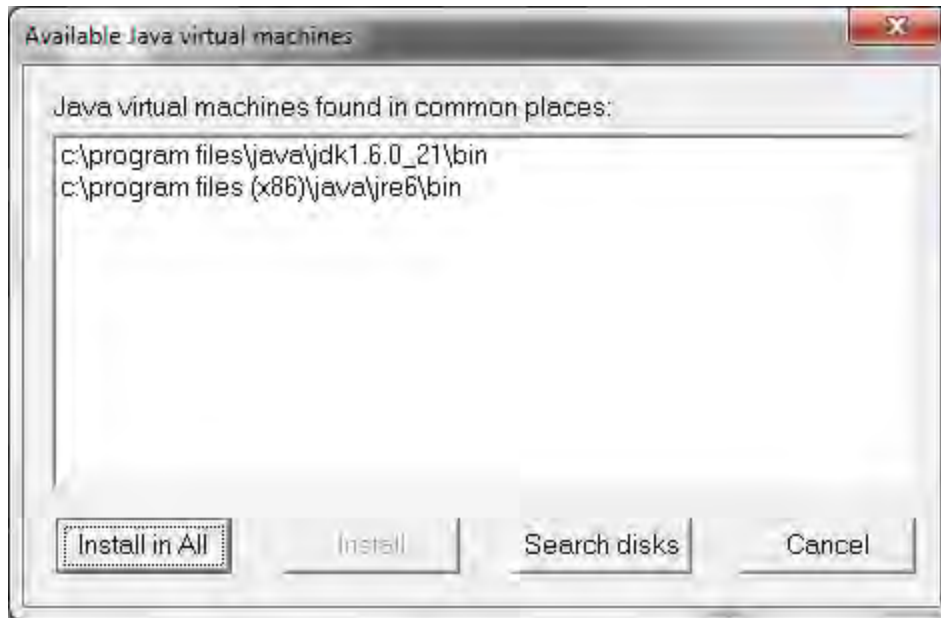 Available Java virtual machines
Java virtual machines found in common places:
c:\program files\java\jdk1.6.0_21\bin
c:\program files (x86)\java\jre6\bin
Install in All
Install
Search disks
Cancel